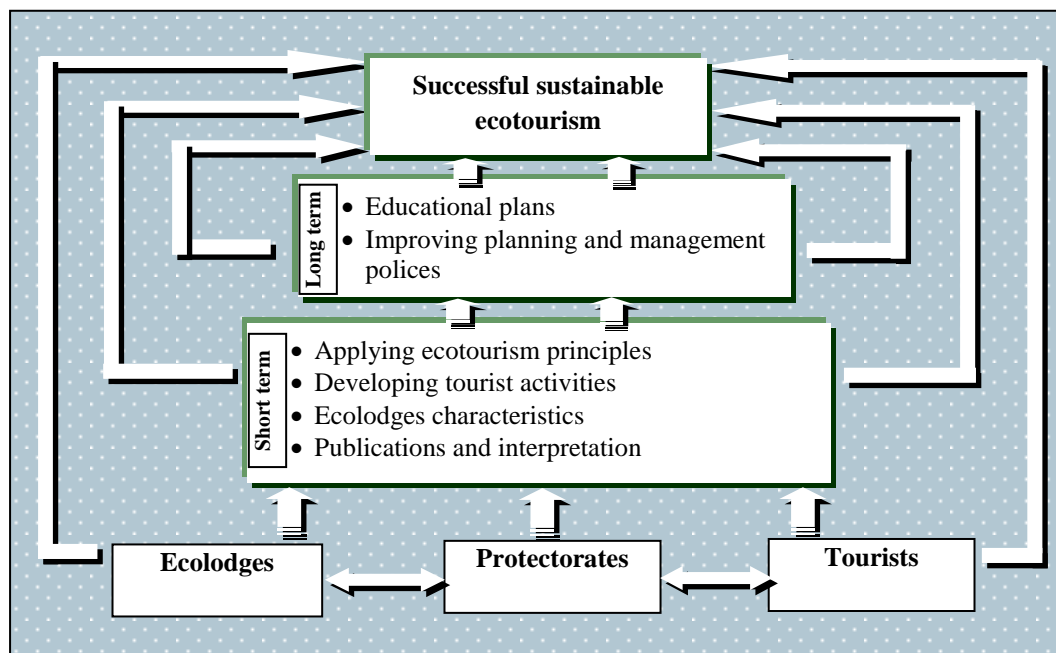 Successful sustainable
ecotourism
Long term
• Educational plans
• Improving planning and management
polices
Short term
• Applying ecotourism principles
• Developing tourist activities
• Ecolodges characteristics
• Publications and interpretation
Ecolodges
Protectorates
Tourists